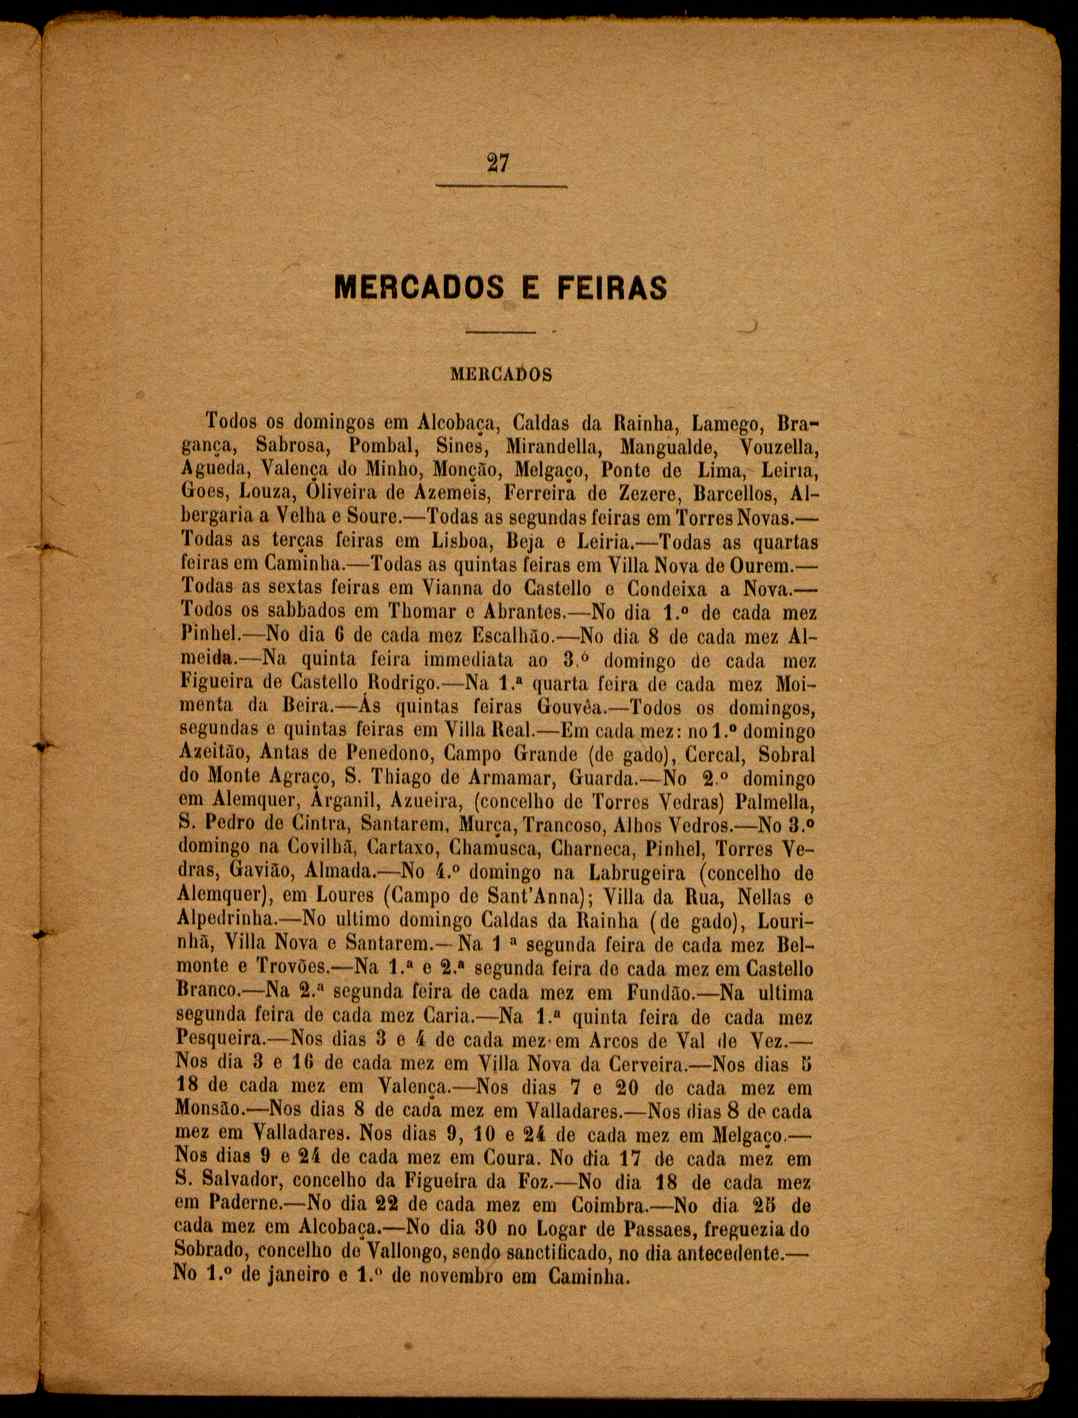 27
MERCADOS E FEIRAS
MERCADOS
Todos os domingos em Alcobaça, Caldas da Rainha, Lamego, Bra-
gança, Sabrosa, Pombal, Sines, Mirandella, Mangualde, Vouzella,
Agueda, Valença do Minho, Monção, Melgaço, Ponte de Lima, Leiria,
Goes, Louza, Oliveira de Azemeis, Ferreira de Zezere, Barcellos, Al-
bergaria a Velha e Soure.—Todas as segundas feiras em Torres Novas.—
Todas as terças feiras em Lisboa, Beja e Leiria.—Todas as quartas
feiras em Caminha.—Todas as quintas feiras em Villa Nova de Ourem.—
Todas as sextas feiras em Vianna do Castello e Condeixa a Nova.—
Todos os sabbados em Thomar e Abrantes.—No dia 1.º de cada mez
Pinhel.—No dia 6 de cada mez Escalhão.—No dia 8 de cada mez Al-
meida.—Na quinta feira immediata ao 3.º domingo de cada mez
Figueira de Castello Rodrigo.—Na 1.ª quarta feira de cada mez Moi-
menta da Beira.—Ás quintas feiras Gouvêa.—Todos os domingos,
segundas e quintas feiras em Villa Real.—Em cada mez: no 1.º domingo
Azeitão, Antas de Penedono, Campo Grande (de gado), Cercal, Sobral
do Monte Agraço, S. Thiago de Armamar, Guarda.—No 2.º domingo
em Alemquer, Arganil, Azueira, (concelho de Torres Vedras) Palmella,
S. Pedro de Cintra, Santarem, Murça, Trancoso, Alhos Vedros.—No 3.º
domingo na Covilhã, Cartaxo, Chamusca, Charneca, Pinhel, Torres Ve-
dras, Gavião, Almada.—No 4.º domingo na Labrugeira (concelho de
Alemquer), em Loures (Campo de Sant'Anna); Villa da Rua, Nellas e
Alpedrinha.—No ultimo domingo Caldas da Rainha (de gado), Louri-
nhã, Villa Nova e Santarem.—Na 1 ª segunda feira de cada mez Bel-
monte e Trovões.—Na 1.ª e 2.ª segunda feira de cada mez em Castello
Branco.—Na 2.ª segunda feira de cada mez em Fundão.—Na ultima
segunda feira de cada mez Caria.—Na 1.ª quinta feira de cada mez
Pesqueira.—Nos dias 3 e 4 de cada mez em Arcos de Val de Vez.—
Nos dia 3 e 16 de cada mez em Villa Nova da Cerveira.—Nos dias 5
18 de cada mez em Valença.—Nos dias 7 e 20 de cada mez em
Monsão.—Nos dias 8 de cada mez em Valladares.—Nos dias 8 de cada
mez em Valladares. Nos dias 9, 10 e 24 de cada mez em Melgaço.—
Nos dias 9 e 24 de cada mez em Coura. No dia 17 de cada mez em
S. Salvador, concelho da Figueira da Foz.—No dia 18 de cada mez
em Paderne.—No dia 22 de cada mez em Coimbra.—No dia 25 de
cada mez em Alcobaça.—No dia 30 no Logar de Passaes, freguezia do
Sobrado, concelho de Vallongo, sendo sanctificado, no dia antecedente.—
No 1.º de janeiro e 1.º de novembro em Caminha.